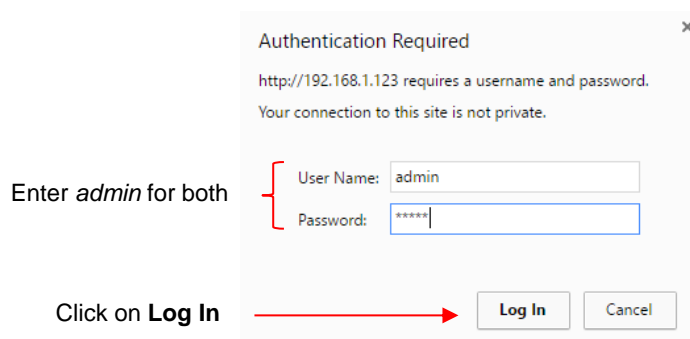 ×
Authentication Required
http://192.168.1.123 requires a username and password.
Your connection to this site is not private.
Enter admin for both
User Name: admin
Password: *****
Click on Log In
Log In Cancel